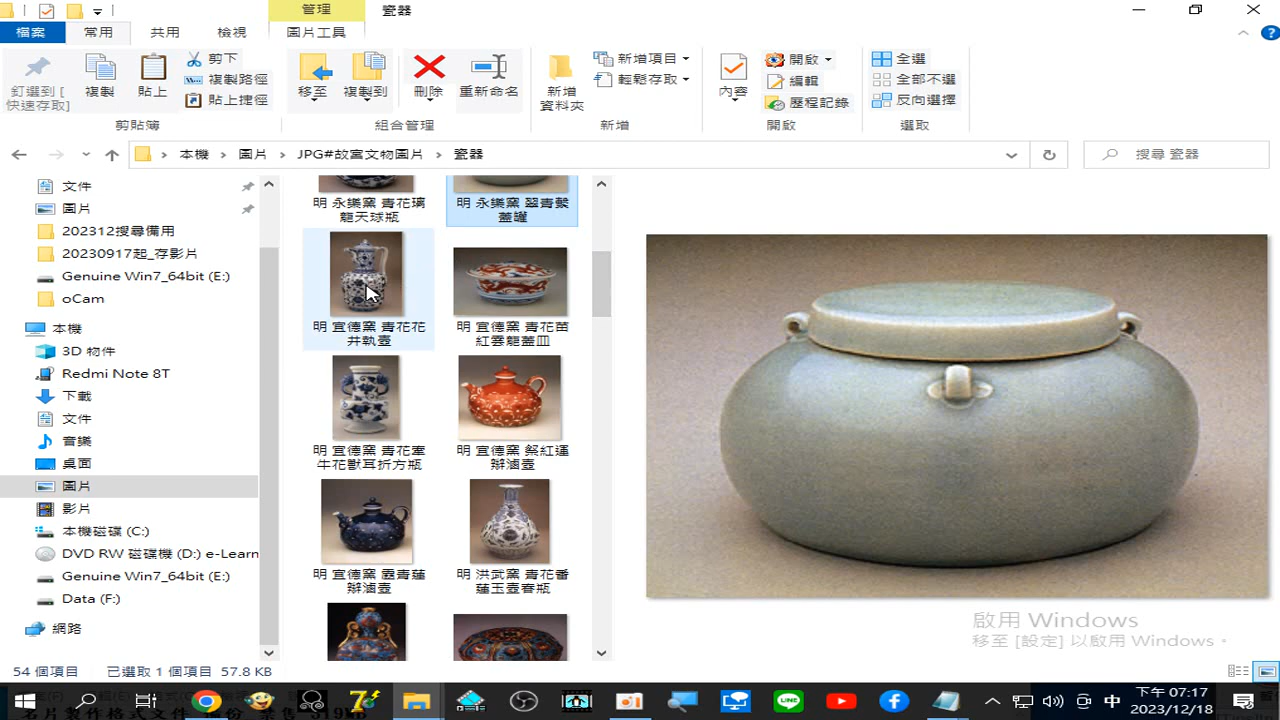 管理
瓷器
檔案
常用
共用
檢視
圖片工具
釘選到 [
快速存取]
複製
貼上
剪下
複製路徑
貼上捷徑
剪貼簿
移至
複製到
刪除
重新命名
組合管理
新增
資料夾
新增項目
輕鬆存取
新增
內容
開啟
編輯
歷程記錄
開啟
全選
全部不選
反向選擇
選取
本機 › 圖片 › JPG#故宮文物圖片 › 瓷器
搜尋 瓷器
文件
圖片
202312搜尋備用
20230917起_存影片
Genuine Win7_64bit (E:)
oCam
本機
3D 物件
Redmi Note 8T
下載
文件
音樂
桌面
圖片
影片
本機磁碟 (C:)
DVD RW 磁碟機 (D:) e-Learn
Genuine Win7_64bit (E:)
Data (F:)
網路
明 永樂窯 青花璃
龍天球瓶
明 永樂窯 翠青繫
蓋罐
明 宜德窯 青花花
井執壺
明 宜德窯 青花苗
紅雲龍蓋皿
明 宜德窯 青花牽
牛花獸耳折方瓶
明 宜德窯 祭紅運
辦滷壺
明 宜德窯 霽青蓮
辦滷壺
明 洪武窯 青花番
蓮玉壺春瓶
啟用 Windows
移至 [設定] 以啟用 Windows。
54 個項目
已選取 1 個項目 57.8 KB
LINE
中
下午 07:17
2023/12/18